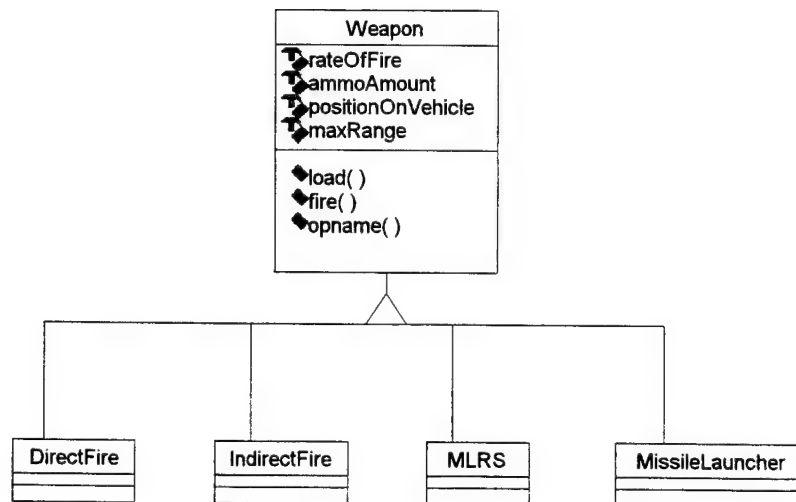 Weapon
rateOfFire
ammoAmount
positionOnVehicle
maxRange
load( )
fire( )
opname( )
DirectFire
IndirectFire
MLRS
MissileLauncher